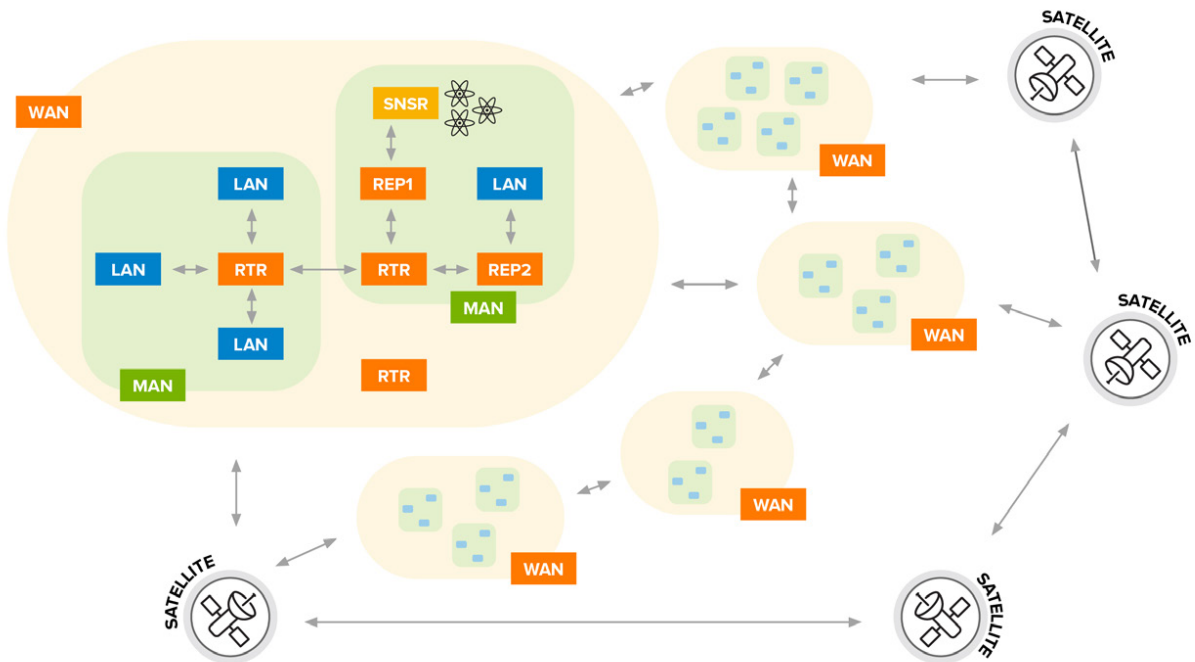 SATELLITE
WAN
SNSR
WAN
LAN
REP1
LAN
LAN
RTR
RTR
REP2
MAN
SATELLITE
WAN
LAN
MAN
RTR
WAN
SATELLITE
WAN
SATELLITE